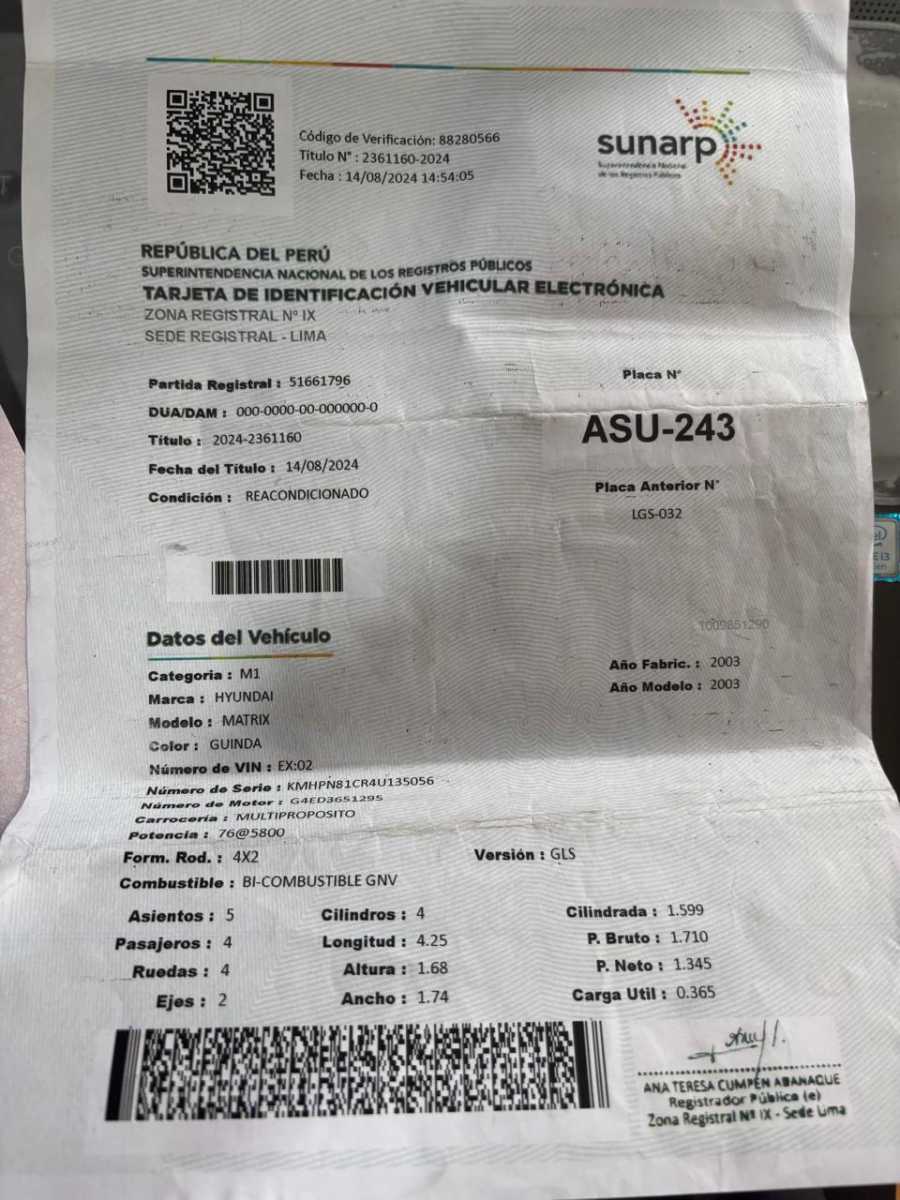 Código de Verificación: 88280566
Título N° : 2361160-2024
Fecha : 14/08/2024 14:54:05
sunarp
Superintendencia Nacional
de los Registros Públicos
REPÚBLICA DEL PERÚ
SUPERINTENDENCIA NACIONAL DE LOS REGISTROS PÚBLICOS
TARJETA DE IDENTIFICACIÓN VEHICULAR ELECTRÓNICA
ZONA REGISTRAL Nº IX
SEDE REGISTRAL - LIMA
Partida Registral : 51661796
DUA/DAM : 000-0000-00-000000-0
Título : 2024-2361160
Fecha del Título : 14/08/2024
Condición : REACONDICIONADO
Placa N°
ASU-243
Placa Anterior N°
LGS-032
1009851290
Datos del Vehículo
Categoria : M1
Marca : HYUNDAI
Modelo : MATRIX
Color : GUINDA
Número de VIN : EX:02
Número de Serie : KMHPN81CR4U135056
Número de Motor : G4ED3651295
Carrocería : MULTIPROPOSITO
Potencia : 76@5800
Año Fabric. : 2003
Año Modelo : 2003
Form. Rod. : 4X2
Versión : GLS
Combustible : BI-COMBUSTIBLE GNV
Asientos : 5
Cilindros : 4
Cilindrada : 1.599
Pasajeros : 4
Longitud : 4.25
P. Bruto : 1.710
Ruedas : 4
Altura : 1.68
P. Neto : 1.345
Ejes : 2
Ancho : 1.74
Carga Util : 0.365
ANA TERESA CUMPÉN ABANAQUE
Registrador Público (e)
Zona Registral Nº IX - Sede Lima